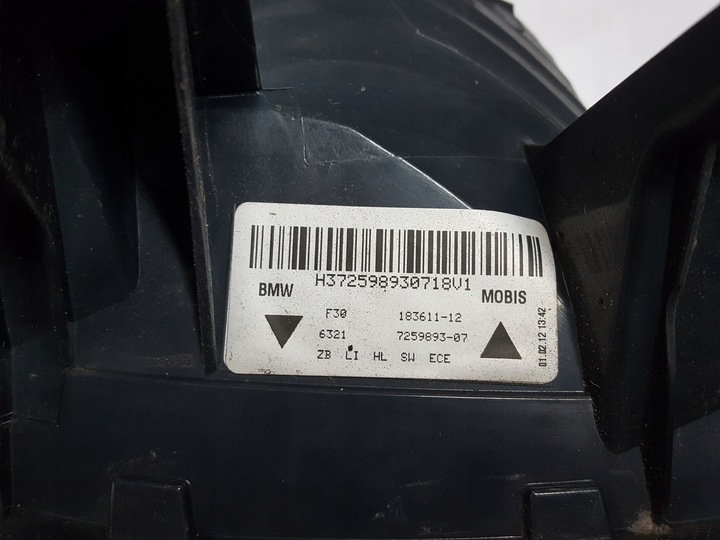 H372598930718V1
BMW MOBIS
F30 183611-12
6321 7259893-07
ZB LI HL SW ECE
01.02.12 13:42